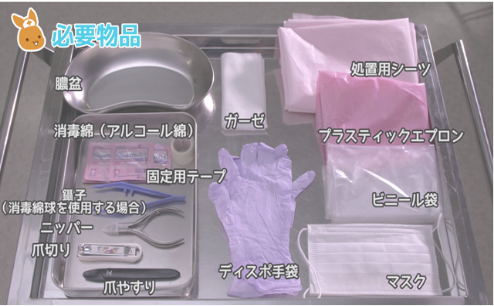 必要物品
膿盆
処置用シーツ
ガーゼ
消毒綿（アルコール綿）
プラスティックエプロン
固定用テープ
鑷子
（消毒綿球を使用する場合）
ビニール袋
ニッパー
爪切り
ディスポ手袋
マスク
爪やすり